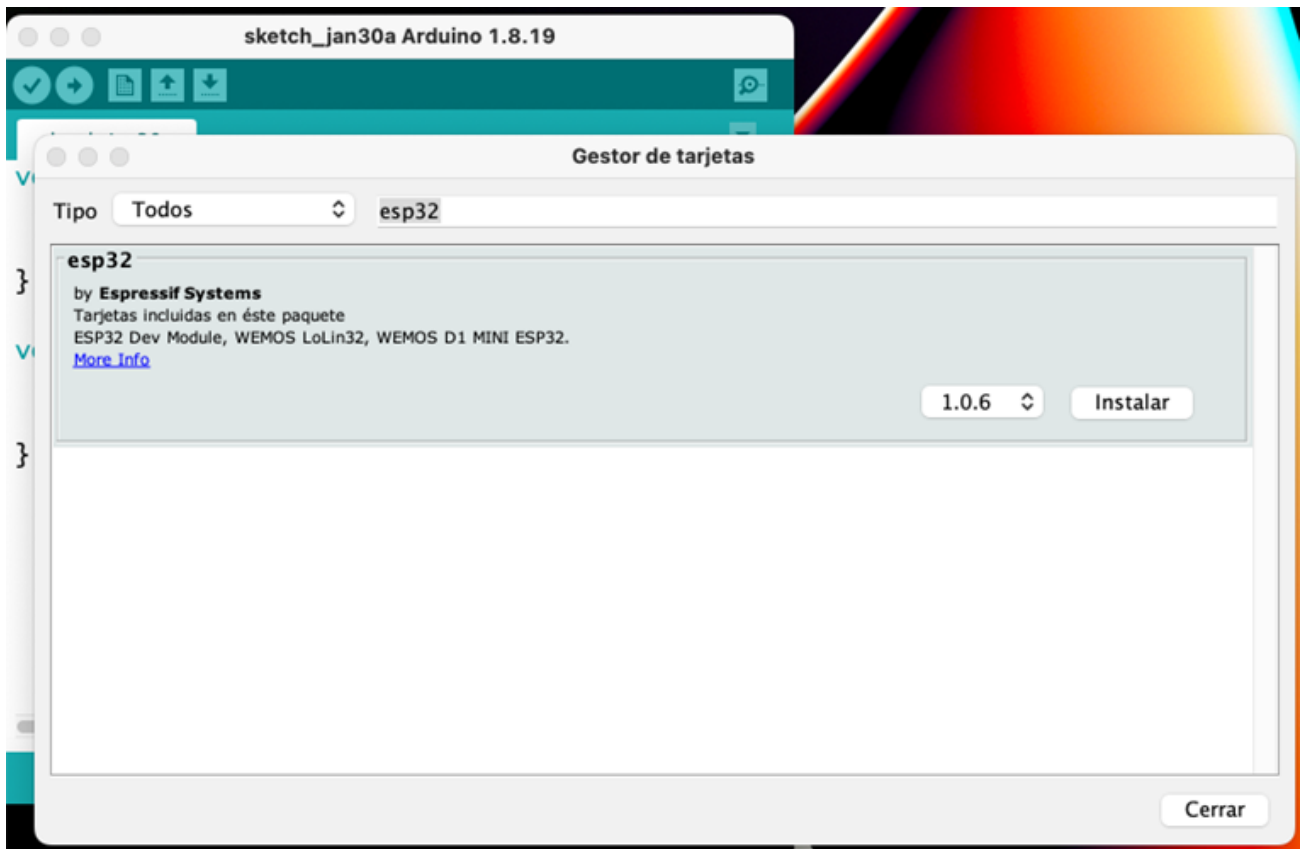 sketch_jan30a Arduino 1.8.19
Gestor de tarjetas
Tipo Todos esp32
esp32
by Espressif Systems
Tarjetas incluidas en éste paquete
ESP32 Dev Module, WEMOS LoLin32, WEMOS D1 MINI ESP32.
More Info
1.0.6 Instalar
}
}
Cerrar